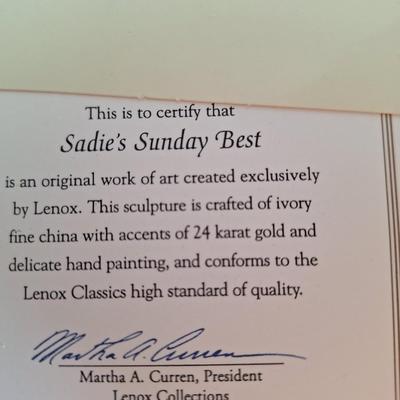 This is to certify that
Sadie's Sunday Best
is an original work of art created exclusively
by Lenox. This sculpture is crafted of ivory
fine china with accents of 24 karat gold and
delicate hand painting, and conforms to the
Lenox Classics high standard of quality.
Martha A. Curren
Martha A. Curren, President
Lenox Collections